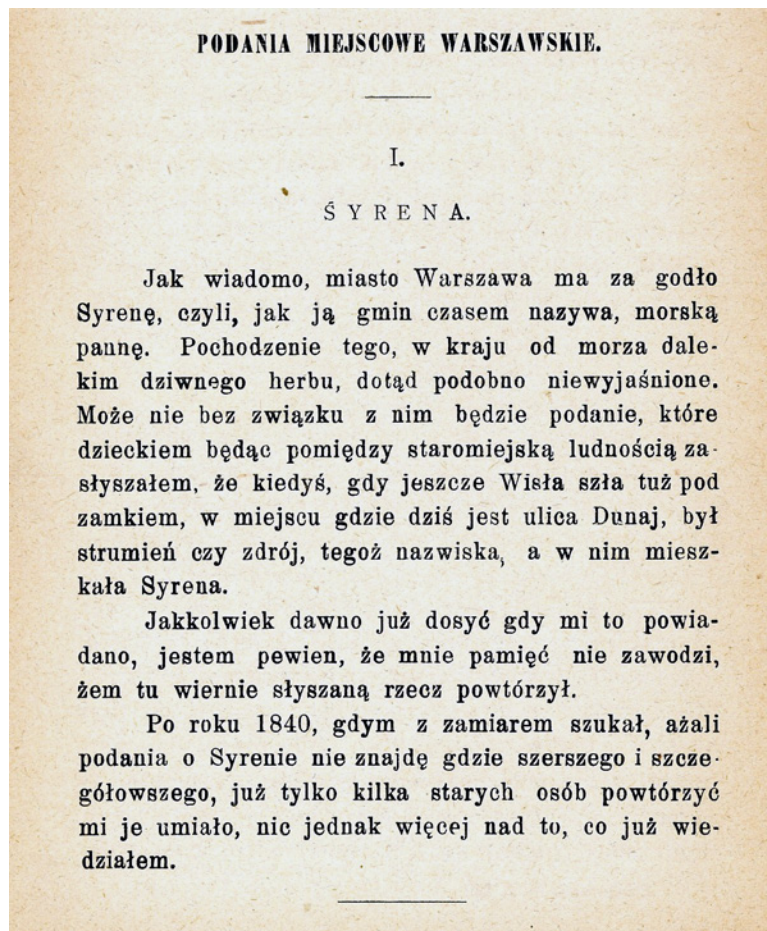 PODANIA MIEJSCOWE WARSZAWSKIE.
I.
SYRENA.
Jak wiadomo, miasto Warszawa ma za godło
Syrenę, czyli, jak ją gmin czasem nazywa, morską
pannę. Pochodzenie tego, w kraju od morza dale-
kim dziwnego herbu, dotąd podobno niewyjaśnione.
Może nie bez związku z nim będzie podanie, które
dzieckiem będąc pomiędzy staromiejską ludnością za-
słyszałem, że kiedyś, gdy jeszcze Wisła szła tuż pod
zamkiem, w miejscu gdzie dziś jest ulica Dunaj, był
strumień czy zdrój, tegoż nazwiska, a w nim miesz-
kała Syrena.
Jakkolwiek dawno już dosyć gdy mi to powia-
dano, jestem pewien, że mnie pamięć nie zawodzi,
żem tu wiernie słyszaną rzecz powtórzył.
Po roku 1840, gdym z zamiarem szukał, ażali
podania o Syrenie nie znajdę gdzie szerszego i szcze-
gółowszego, już tylko kilka starych osób powtórzyć
mi je umiało, nic jednak więcej nad to, co już wie-
działem.